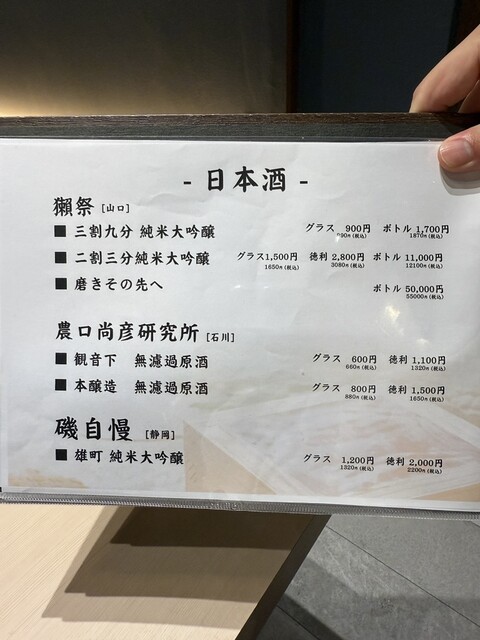 - 日本酒 -
獺祭 [山口]
■ 三割九分 純米大吟醸 グラス 900円 ボトル 1,700円
990円(税込) 1870円(税込)
■ 二割三分純米大吟醸 グラス1,500円 徳利 2,800円 ボトル 11,000円
1650円(税込) 3080円(税込) 12100円(税込)
■ 磨きその先へ ボトル 50,000円
55000円(税込)
農口尚彦研究所 [石川]
■ 観音下 無濾過原酒 グラス 600円 徳利 1,100円
660円(税込) 1320円(税込)
■ 本醸造 無濾過原酒 グラス 800円 徳利 1,500円
880円(税込) 1650円(税込)
磯自慢 [静岡]
■ 雄町 純米大吟醸 グラス 1,200円 徳利 2,000円
1320円(税込) 2200円(税込)